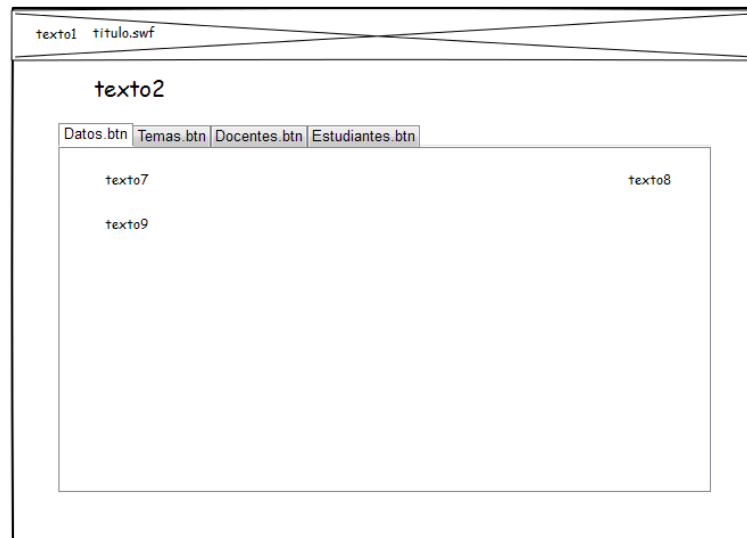 texto1 titulo.swf
texto2
Datos.btn Temas.btn Docentes.btn Estudiantes.btn
texto7 texto8
texto9